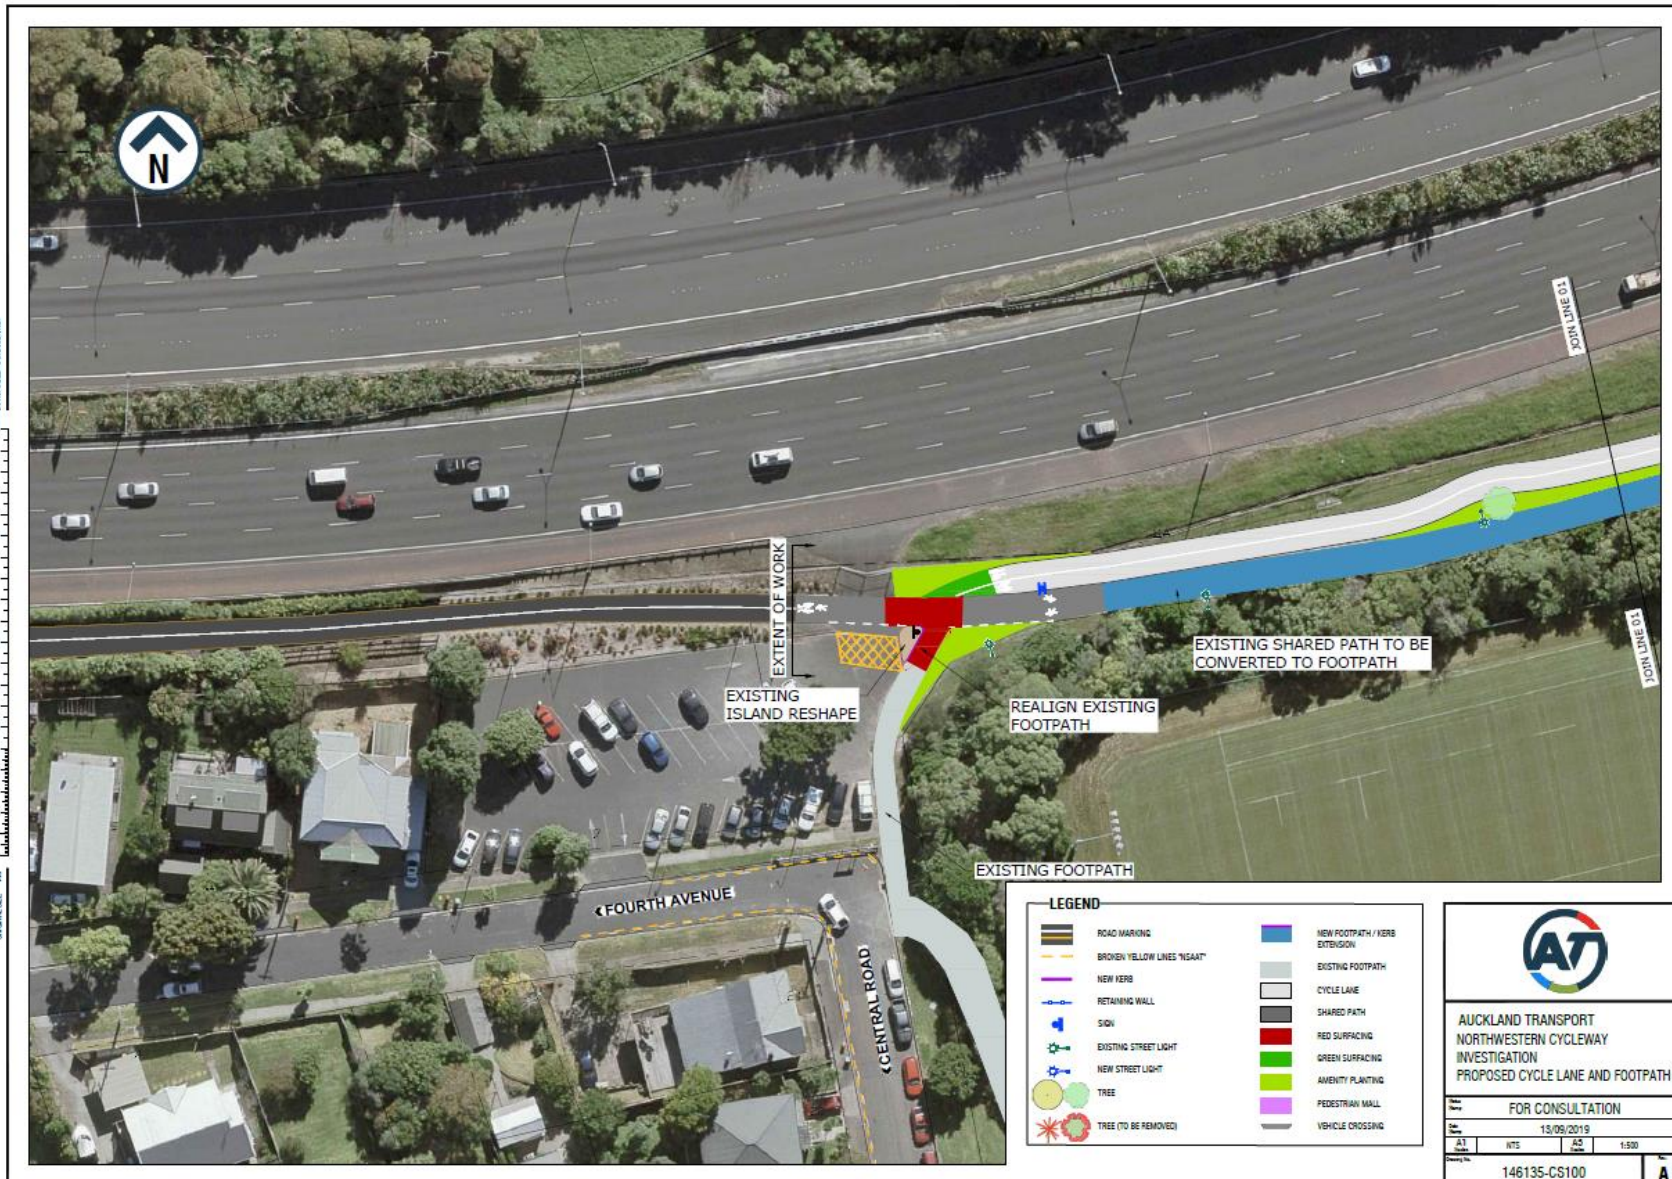 N
JOIN LINE 01
EXTENT OF WORK
JOIN LINE 01
EXISTING SHARED PATH TO BE
CONVERTED TO FOOTPATH
EXISTING
ISLAND RESHAPE
REALIGN EXISTING
FOOTPATH
EXISTING FOOTPATH
FOURTH AVENUE
CENTRAL ROAD
LEGEND
ROAD MARKING
BROKEN YELLOW LINES "NSAAT"
NEW KERB
RETAINING WALL
SIGN
EXISTING STREET LIGHT
NEW STREET LIGHT
TREE
TREE (TO BE REMOVED)
NEW FOOTPATH / KERB
EXTENSION
EXISTING FOOTPATH
CYCLE LANE
SHARED PATH
RED SURFACING
GREEN SURFACING
AMENITY PLANTING
PEDESTRIAN MALL
VEHICLE CROSSING
AT
AUCKLAND TRANSPORT
NORTHWESTERN CYCLEWAY
INVESTIGATION
PROPOSED CYCLE LANE AND FOOTPATH
FOR CONSULTATION
13/09/2019
A1 NTS A3 1:500
146135-CS100 A